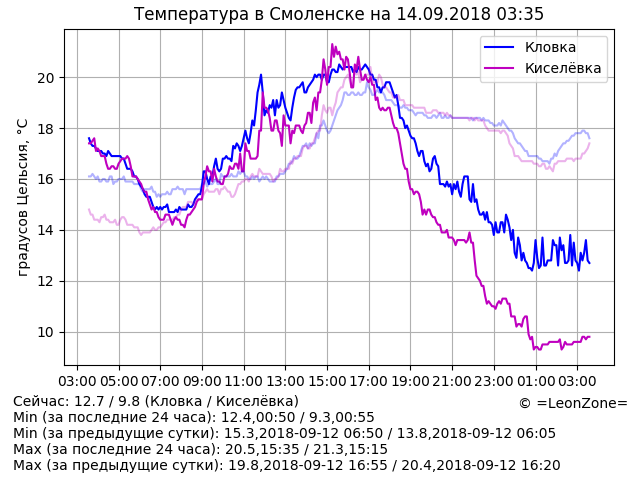 Температура в Смоленске на 14.09.2018 03:35
Кловка
Киселёвка
градусов Цельсия, °C
20
18
16
14
12
10
03:00 05:00 07:00 09:00 11:00 13:00 15:00 17:00 19:00 21:00 23:00 01:00 03:00
Сейчас: 12.7 / 9.8 (Кловка / Киселёвка)
© =LeonZone=
Min (за последние 24 часа): 12.4,00:50 / 9.3,00:55
Min (за предыдущие сутки): 15.3,2018-09-12 06:50 / 13.8,2018-09-12 06:05
Max (за последние 24 часа): 20.5,15:35 / 21.3,15:15
Max (за предыдущие сутки): 19.8,2018-09-12 16:55 / 20.4,2018-09-12 16:20